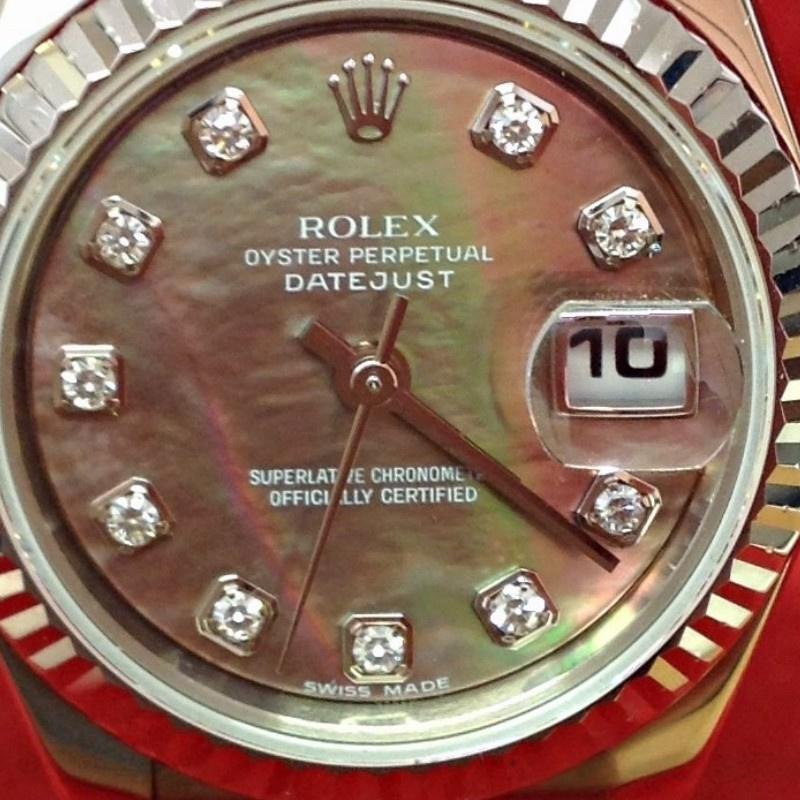 ROLEX
OYSTER PERPETUAL
DATEJUST
10
SUPERLATIVE CHRONOMETER
OFFICIALLY CERTIFIED
SWISS MADE